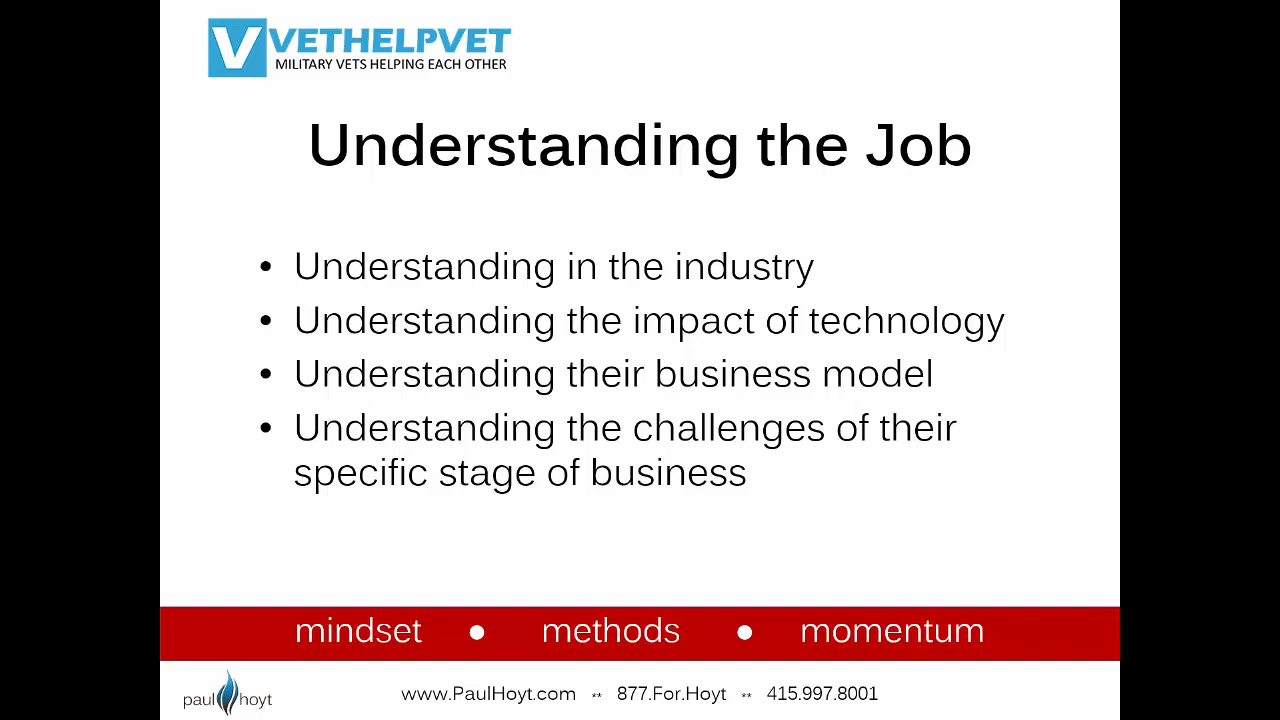 V VETHELPVET
MILITARY VETS HELPING EACH OTHER
Understanding the Job
• Understanding in the industry
• Understanding the impact of technology
• Understanding their business model
• Understanding the challenges of their
specific stage of business
mindset • methods • momentum
paul hoyt www.PaulHoyt.com ** 877.For.Hoyt ** 415.997.8001